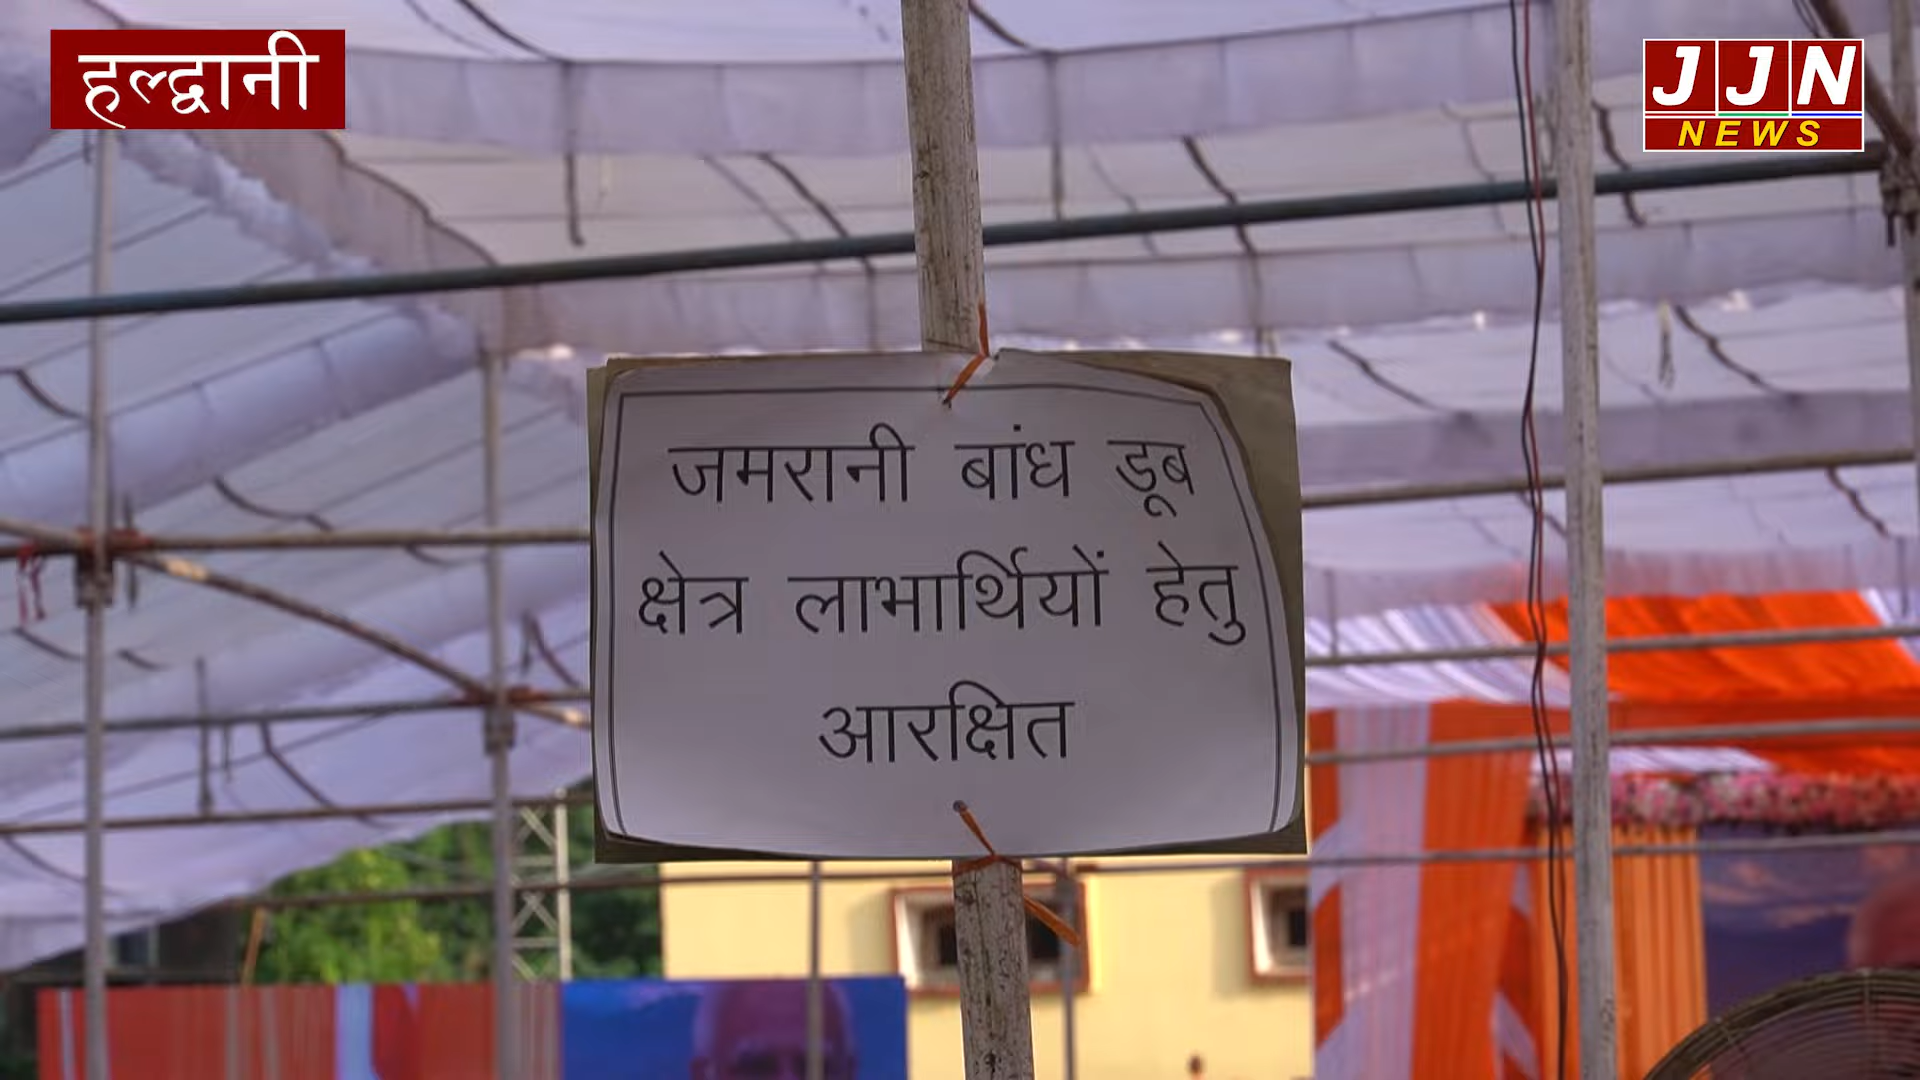 हल्द्वानी
JJN
NEWS
जमरानी बांध डूब
क्षेत्र लाभार्थियों हेतु
आरक्षित